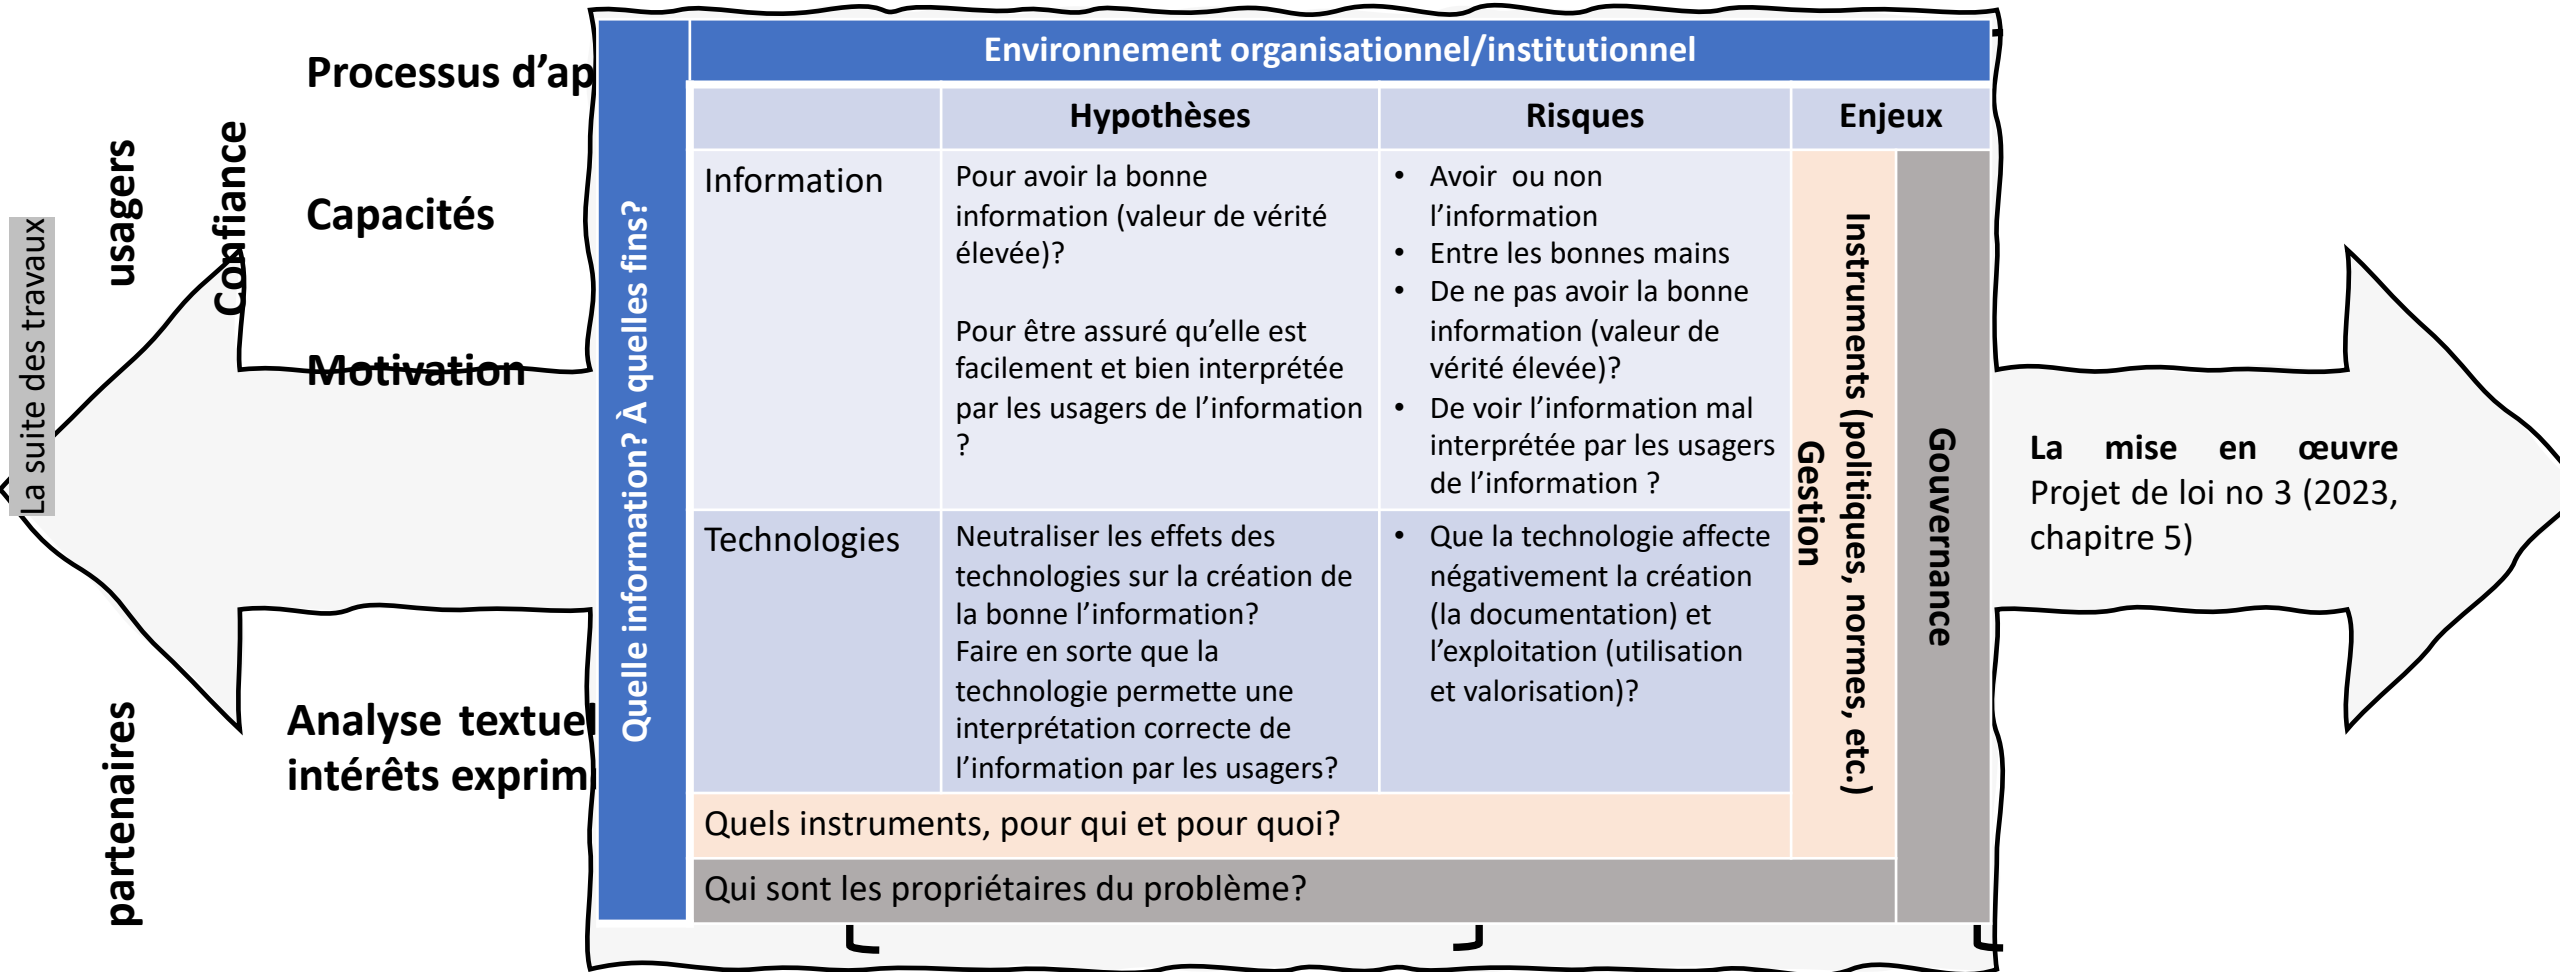 La suite des travaux
usagers
Confiance
Processus d’ap
Capacités
Motivation
partenaires
Analyse textuel
intérêts exprim
Quelle information? À quelles fins?
Environnement organisationnel/institutionnel
Hypothèses
Risques
Enjeux
Information
Pour avoir la bonne
information (valeur de vérité
élevée)?
Pour être assuré qu’elle est
facilement et bien interprétée
par les usagers de l’information
?
• Avoir ou non
l’information
• Entre les bonnes mains
• De ne pas avoir la bonne
information (valeur de
vérité élevée)?
• De voir l’information mal
interprétée par les usagers
de l’information ?
Technologies
Neutraliser les effets des
technologies sur la création de
la bonne l’information?
Faire en sorte que la
technologie permette une
interprétation correcte de
l’information par les usagers?
• Que la technologie affecte
négativement la création
(la documentation) et
l’exploitation (utilisation
et valorisation)?
Instruments (politiques, normes, etc.)
Gestion
Gouvernance
Quels instruments, pour qui et pour quoi?
Qui sont les propriétaires du problème?
La mise en œuvre
Projet de loi no 3 (2023,
chapitre 5)